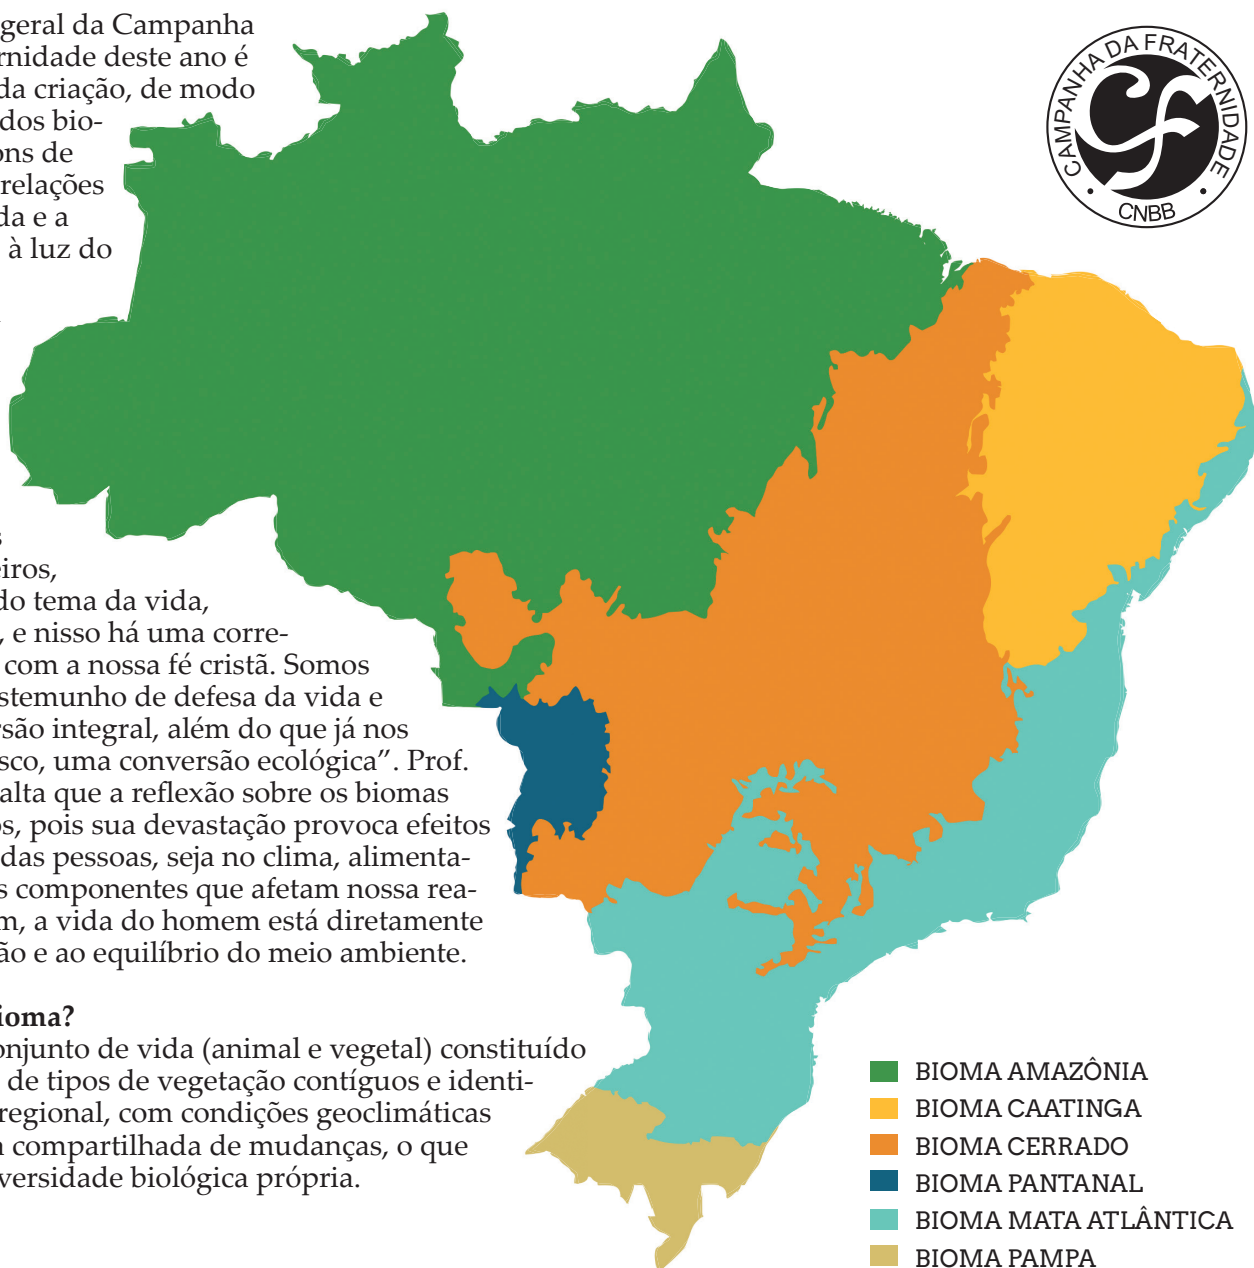 geral da Campanha
ernidade deste ano é
da criação, de modo
dos bio-
ons de
relações
da e a
à luz do
eiros,
do tema da vida,
, e nisso há uma corre-
com a nossa fé cristã. Somos
stemunho de defesa da vida e
rsão integral, além do que já nos
sco, uma conversão ecológica”. Prof.
alta que a reflexão sobre os biomas
os, pois sua devastação provoca efeitos
das pessoas, seja no clima, alimenta-
s componentes que afetam nossa rea-
m, a vida do homem está diretamente
ão e ao equilíbrio do meio ambiente.
ioma?
onjunto de vida (animal e vegetal) constituído
de tipos de vegetação contíguos e identi-
regional, com condições geoclimáticas
a compartilhada de mudanças, o que
versidade biológica própria.
CAMPANHA DA FRATERNIDADE
CF
CNBB
BIOMA AMAZÔNIA
BIOMA CAATINGA
BIOMA CERRADO
BIOMA PANTANAL
BIOMA MATA ATLÂNTICA
BIOMA PAMPA